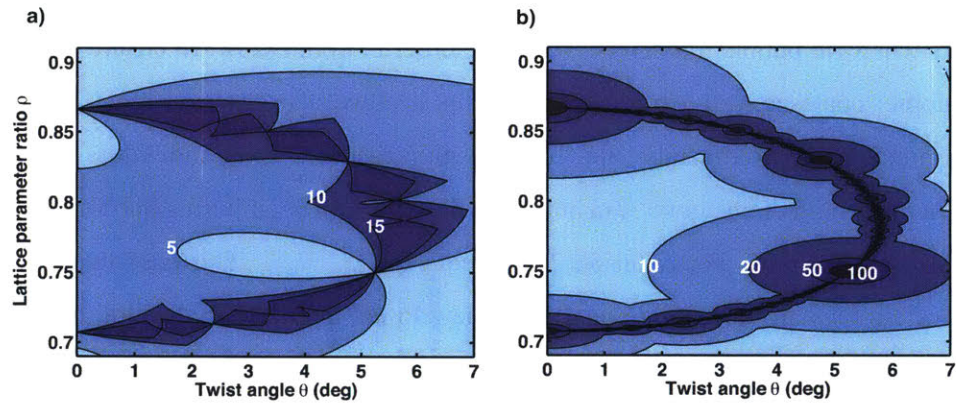 a)
Lattice parameter ratio ρ
0.9
0.85
0.8
0.75
0.7
10
15
5
0 1 2 3 4 5 6 7
Twist angle θ (deg)
b)
0.9
0.85
0.8
0.75
0.7
10 20 50 100
0 1 2 3 4 5 6 7
Twist angle θ (deg)